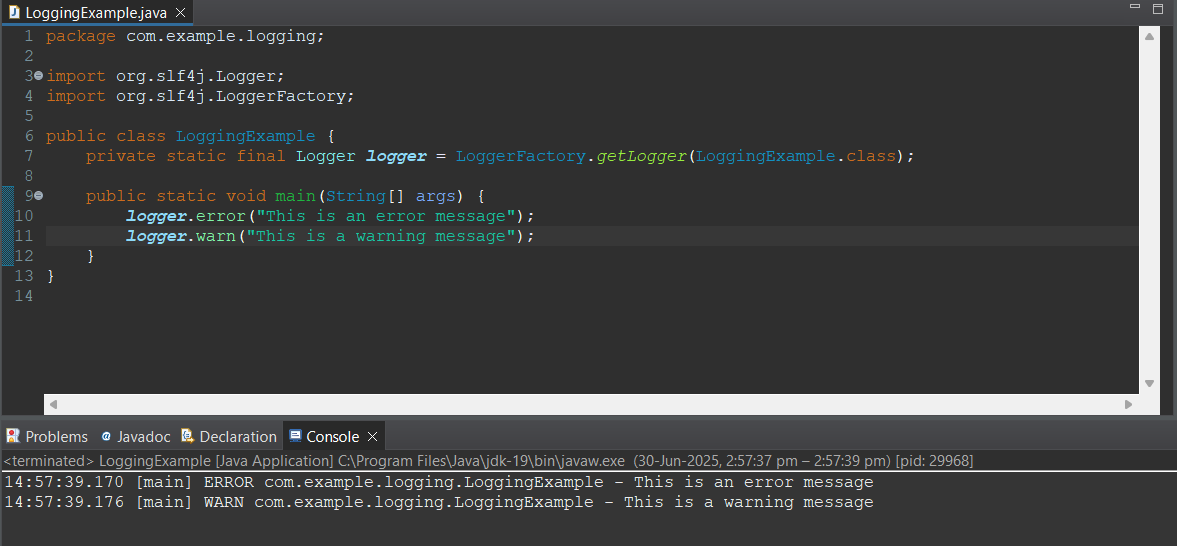 LoggingExample.java
1 package com.example.logging;
2
3 import org.slf4j.Logger;
4 import org.slf4j.LoggerFactory;
5
6 public class LoggingExample {
7     private static final Logger logger = LoggerFactory.getLogger(LoggingExample.class);
8
9     public static void main(String[] args) {
10         logger.error("This is an error message");
11         logger.warn("This is a warning message");
12     }
13 }
14
Problems Javadoc Declaration Console
<terminated> LoggingExample [Java Application] C:\Program Files\Java\jdk-19\bin\javaw.exe (30-Jun-2025, 2:57:37 pm – 2:57:39 pm) [pid: 29968]
14:57:39.170 [main] ERROR com.example.logging.LoggingExample - This is an error message
14:57:39.176 [main] WARN com.example.logging.LoggingExample - This is a warning message